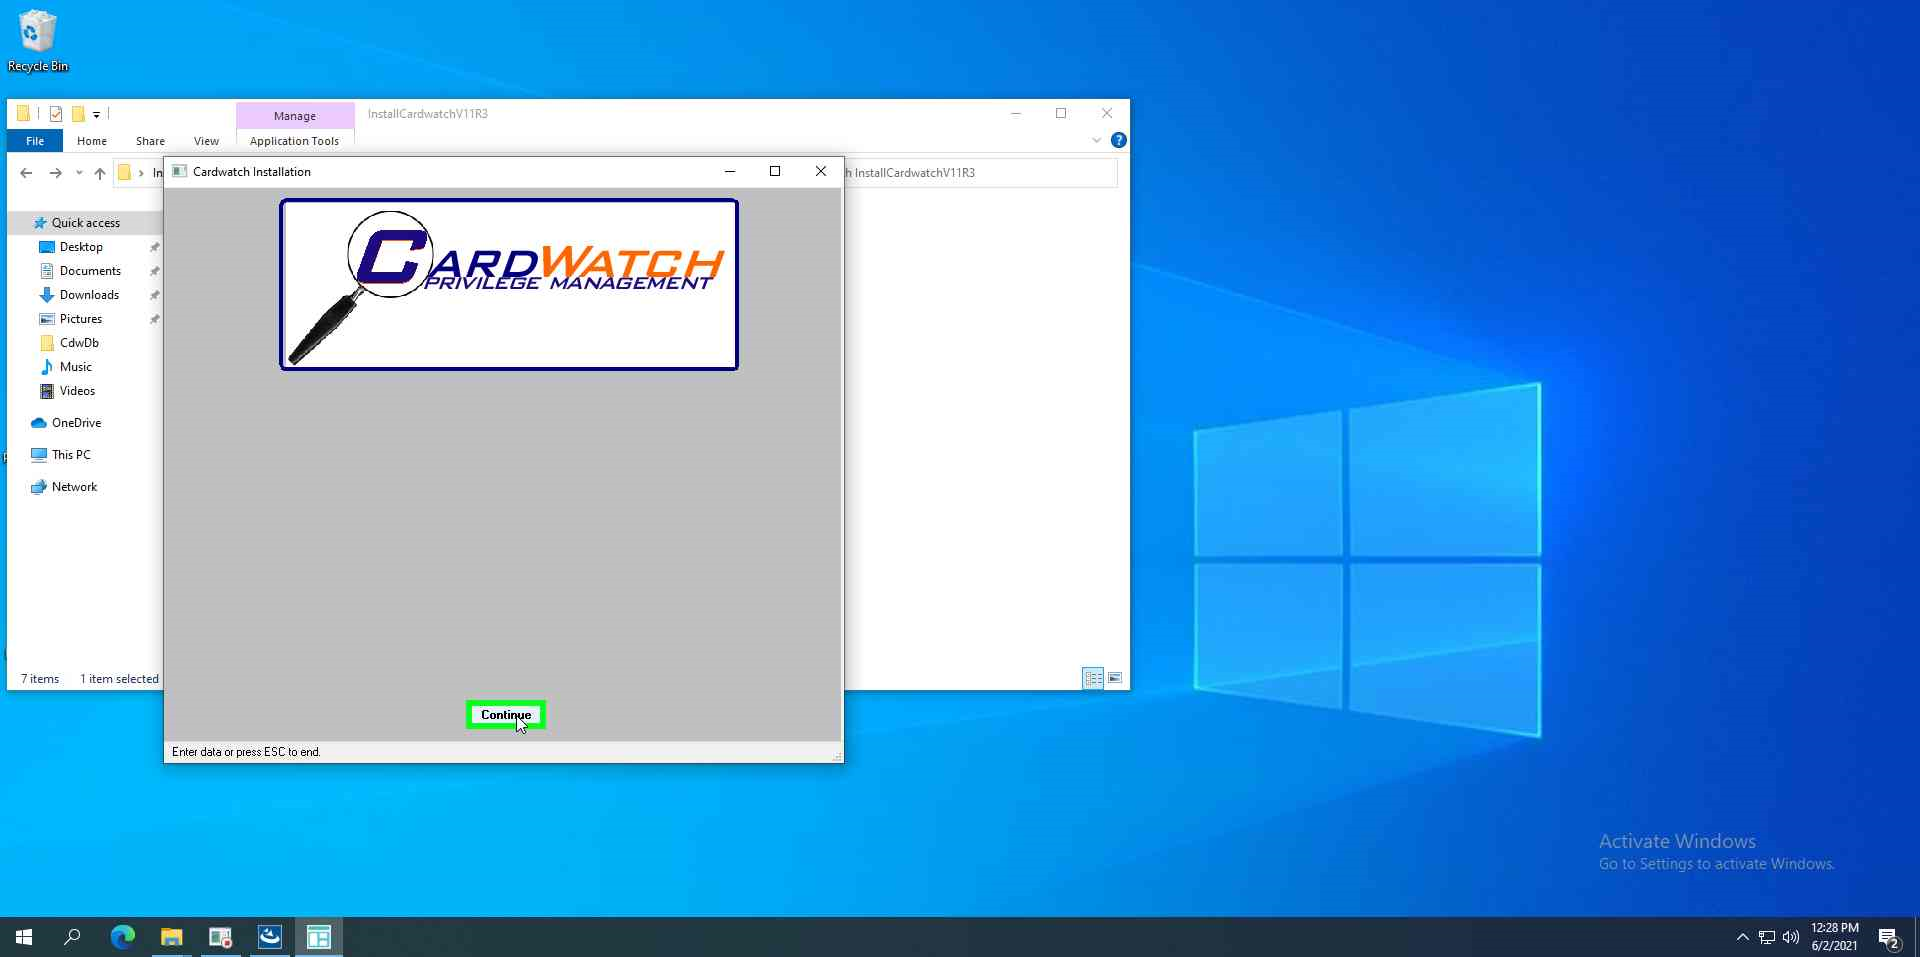 Recycle Bin
Manage
InstallCardwatchV11R3
File
Home
Share
View
Application Tools
In
h InstallCardwatchV11R3
Cardwatch Installation
CARDWATCH
PRIVILEGE MANAGEMENT
Quick access
Desktop
Documents
Downloads
Pictures
CdwDb
Music
Videos
OneDrive
This PC
Network
7 items
1 item selected
Continue
Enter data or press ESC to end.
Activate Windows
Go to Settings to activate Windows.
12:28 PM
6/2/2021
2